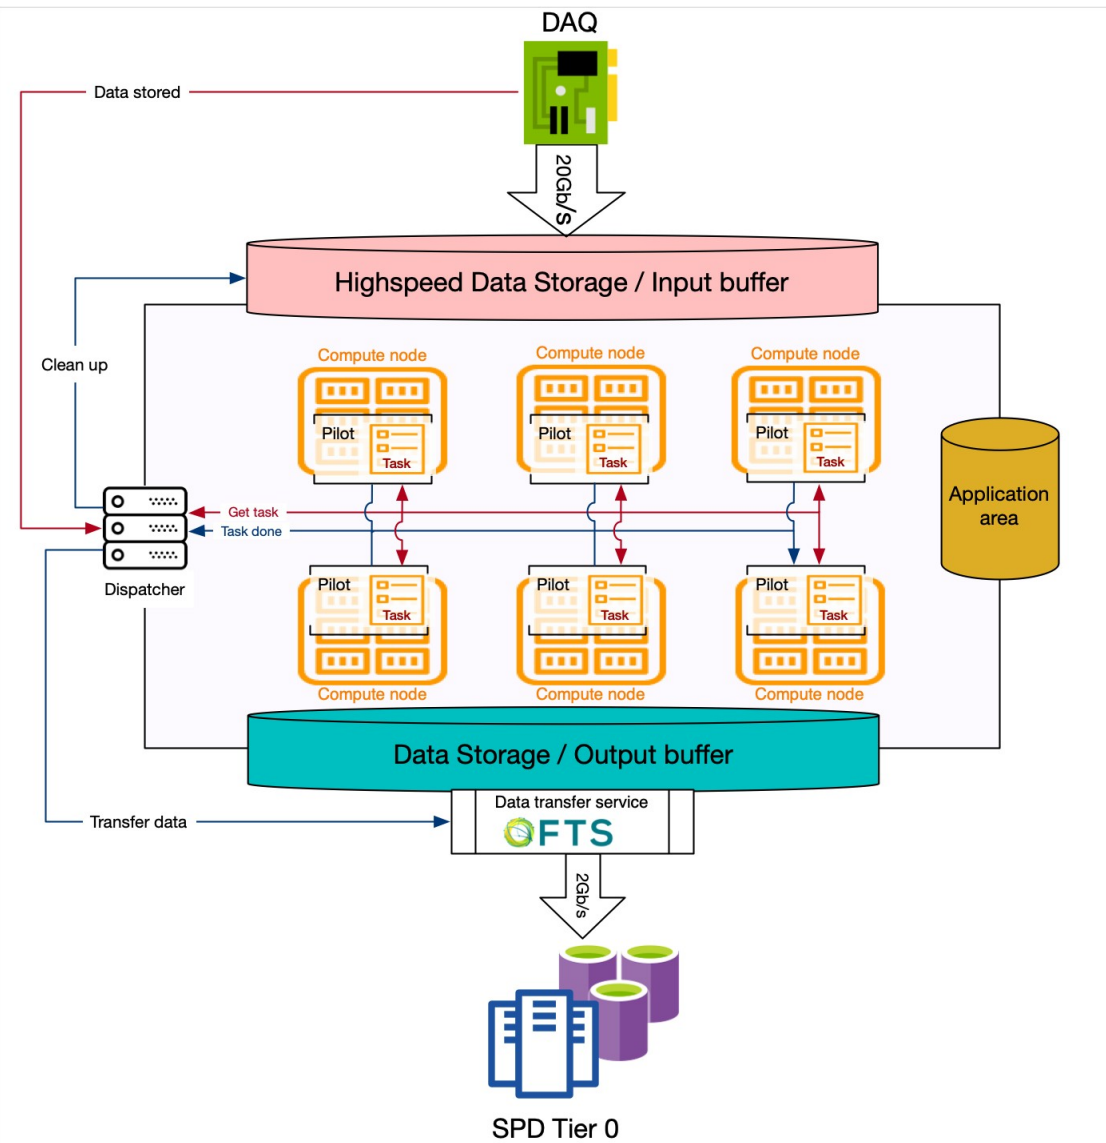 DAQ
Data stored
20Gb/s
Highspeed Data Storage / Input buffer
Clean up
Compute node
Compute node
Compute node
Pilot
Task
Pilot
Task
Pilot
Task
Application
area
Get task
Task done
Dispatcher
Pilot
Task
Pilot
Task
Pilot
Task
Compute node
Compute node
Compute node
Data Storage / Output buffer
Data transfer service
FTS
Transfer data
2Gb/s
SPD Tier 0